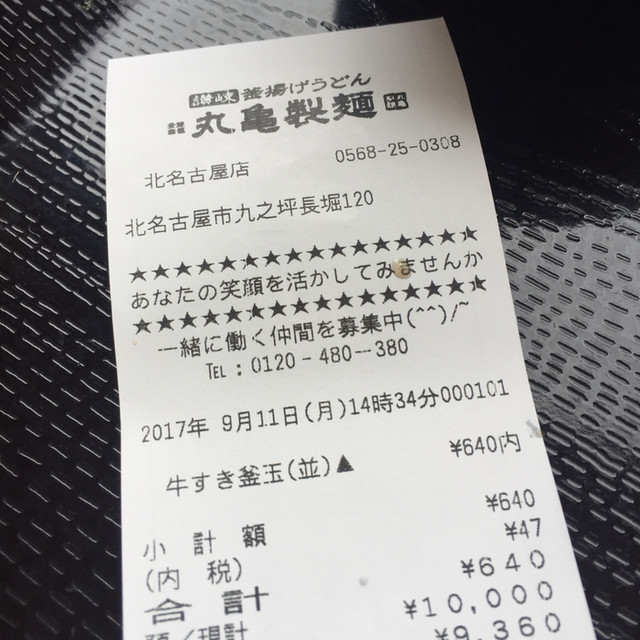 讃岐 釜揚げうどん
丸亀製麺
北名古屋店 0568-25-0308
北名古屋市九之坪長堀120
★★★★★★★★★★★★★★★★
あなたの笑顔を活かしてみませんか
★★★★★★★★★★★★★★★★
一緒に働く仲間を募集中(^^)/~
TEL:0120-480-380
2017年 9月11日(月)14時34分000101
牛すき釜玉(並)▲ ¥640内
小計額 ¥640
(内 税) ¥47
合計 ¥640
預/現計 ¥10,000
¥9,360